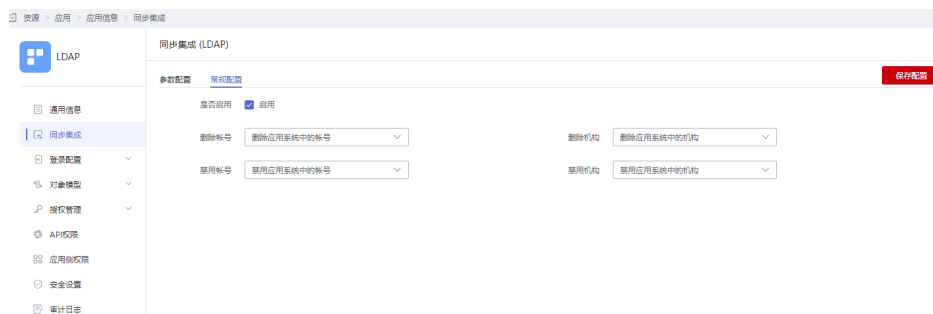 资源 > 应用 > 应用信息 > 同步集成
LDAP
同步集成 (LDAP)
参数配置 常规配置
保存配置
是否启用 启用
删除帐号 删除应用系统中的帐号
删除机构 删除应用系统中的机构
禁用帐号 禁用应用系统中的帐号
禁用机构 禁用应用系统中的机构
通用信息
同步集成
登录配置
对象模型
授权管理
API权限
应用侧权限
安全设置
审计日志